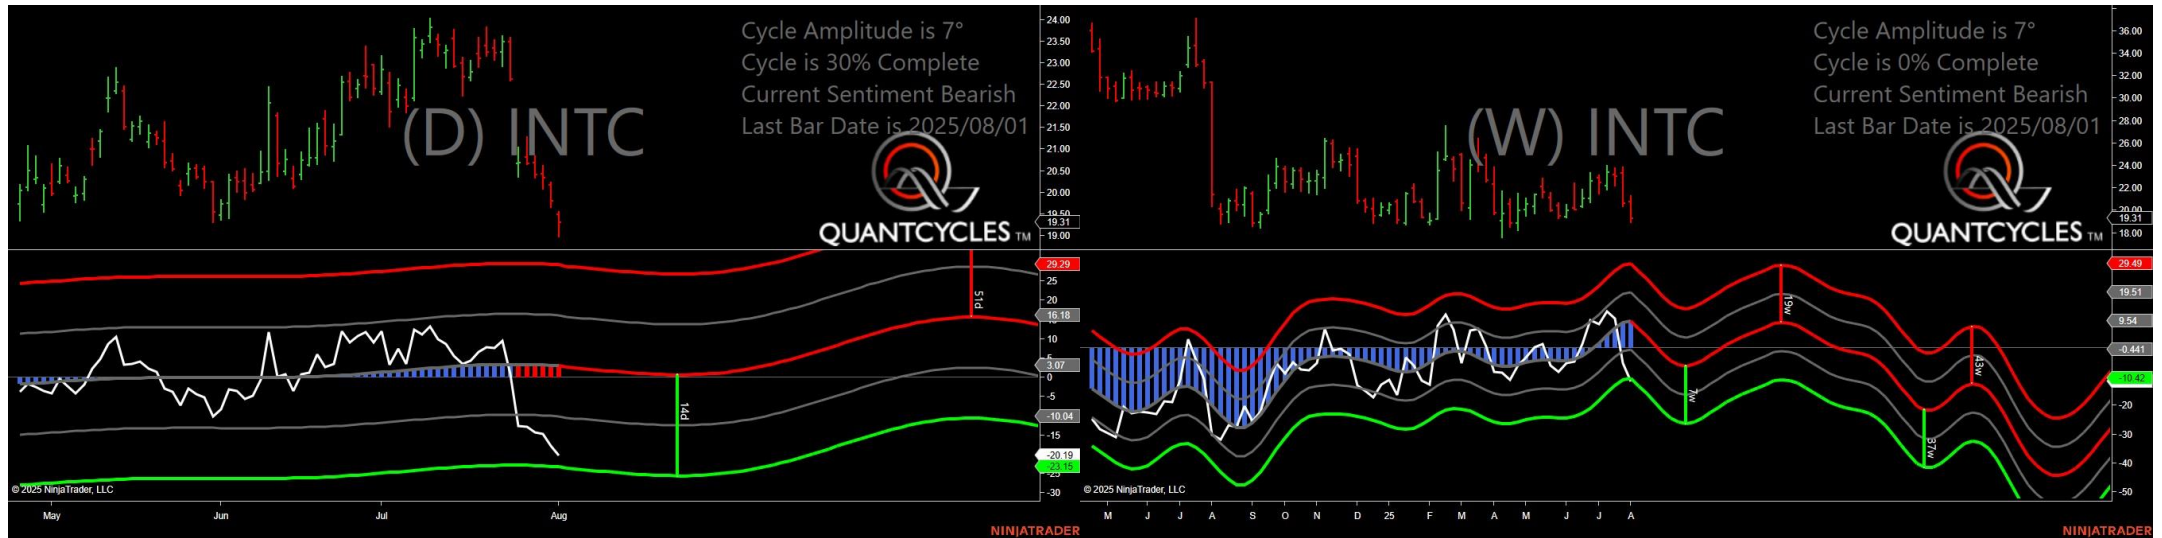 Cycle Amplitude is 7°
Cycle is 30% Complete
Current Sentiment Bearish
Last Bar Date is 2025/08/01
(D) INTC
QUANTCYCLES TM
24.00
23.50
23.00
22.50
22.00
21.50
21.00
20.50
20.00
19.50
19.31
19.00
29.29
25
20
16.18
10
5
3.07
0
-5
-10.04
-15
-20.19
-23.15
-30
51d
14d
© 2025 NinjaTrader, LLC
May Jun Jul Aug
NINJATRADER
Cycle Amplitude is 7°
Cycle is 0% Complete
Current Sentiment Bearish
Last Bar Date is 2025/08/01
(W) INTC
QUANTCYCLES TM
36.00
34.00
32.00
30.00
28.00
26.00
24.00
22.00
20.00
19.31
18.00
29.49
19.51
9.54
-0.441
-10.42
-20
-30
-40
-50
19w
7w
43w
37w
© 2025 NinjaTrader, LLC
M J J A S O N D 25 F M A M J J A
NINJATRADER